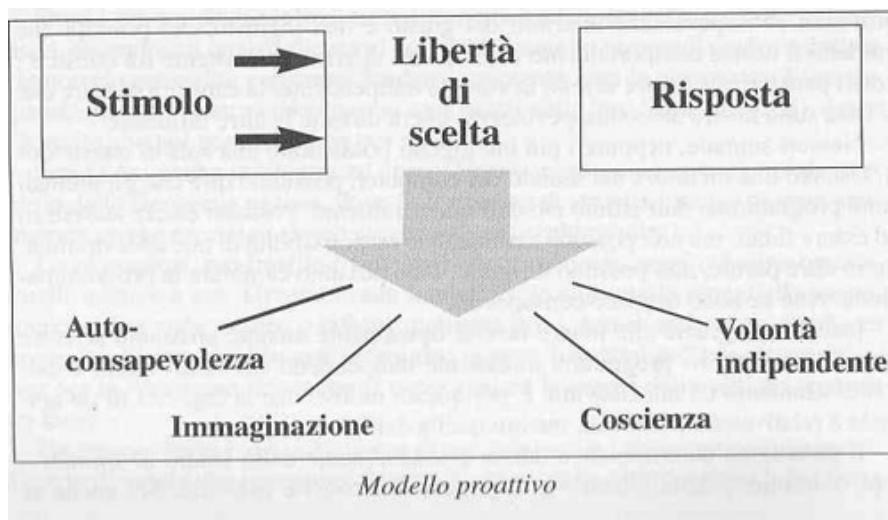 Stimolo
Libertà
di
scelta
Risposta
Auto-
consapevolezza
Immaginazione
Coscienza
Volontà
indipendente
Modello proattivo